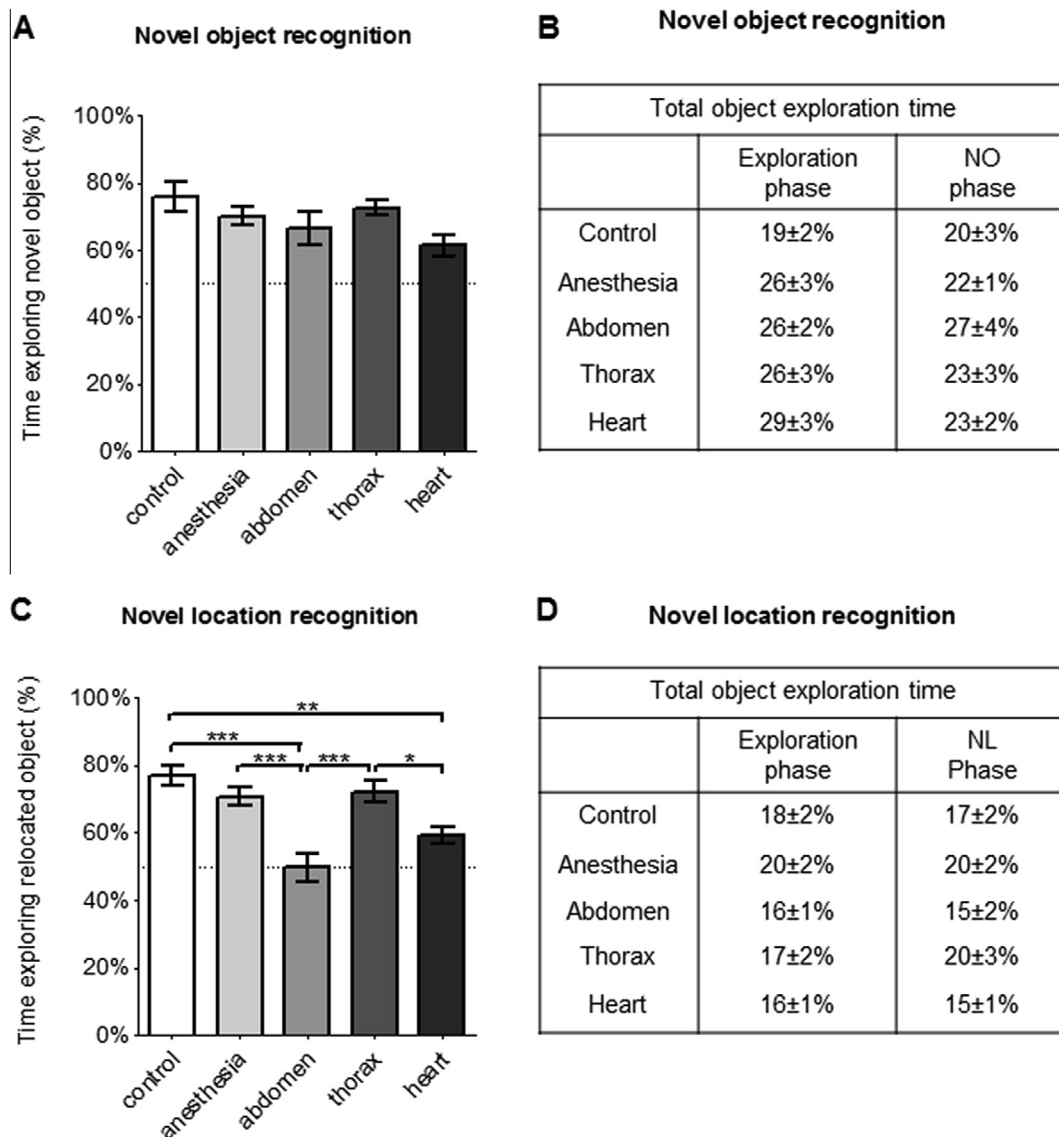 A
Novel object recognition
Time exploring novel object (%)
100%
80%
60%
40%
20%
0%
control
anesthesia
abdomen
thorax
heart
B
Novel object recognition
Total object exploration time
Exploration phase
NO phase
Control 19±2% 20±3%
Anesthesia 26±3% 22±1%
Abdomen 26±2% 27±4%
Thorax 26±3% 23±3%
Heart 29±3% 23±2%
C
Novel location recognition
Time exploring relocated object (%)
100%
80%
60%
40%
20%
0%
**
***
*** *** *
control
anesthesia
abdomen
thorax
heart
D
Novel location recognition
Total object exploration time
Exploration phase
NL Phase
Control 18±2% 17±2%
Anesthesia 20±2% 20±2%
Abdomen 16±1% 15±2%
Thorax 17±2% 20±3%
Heart 16±1% 15±1%